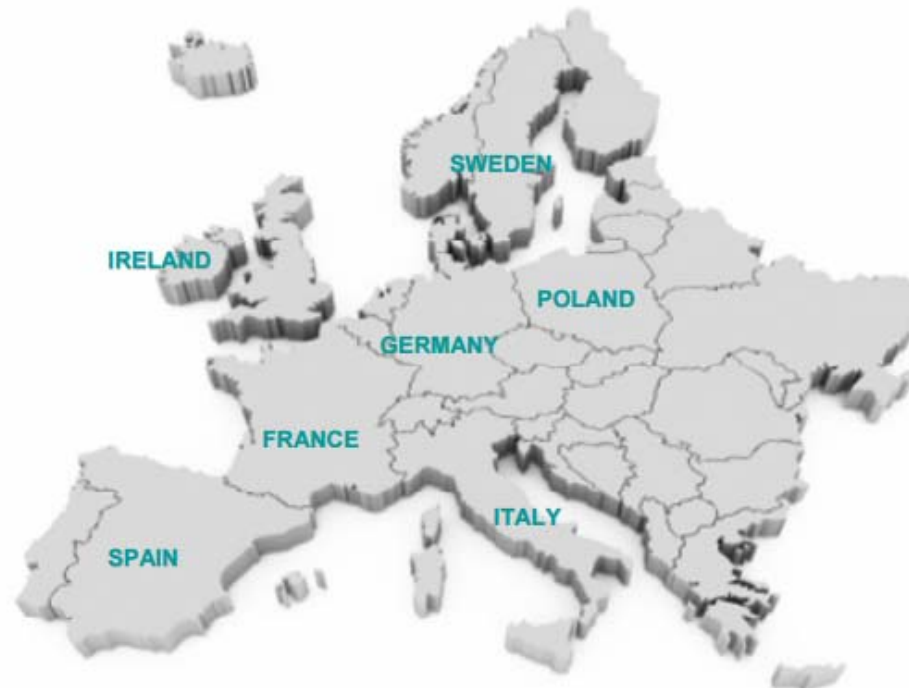 SWEDEN
IRELAND
POLAND
GERMANY
FRANCE
ITALY
SPAIN